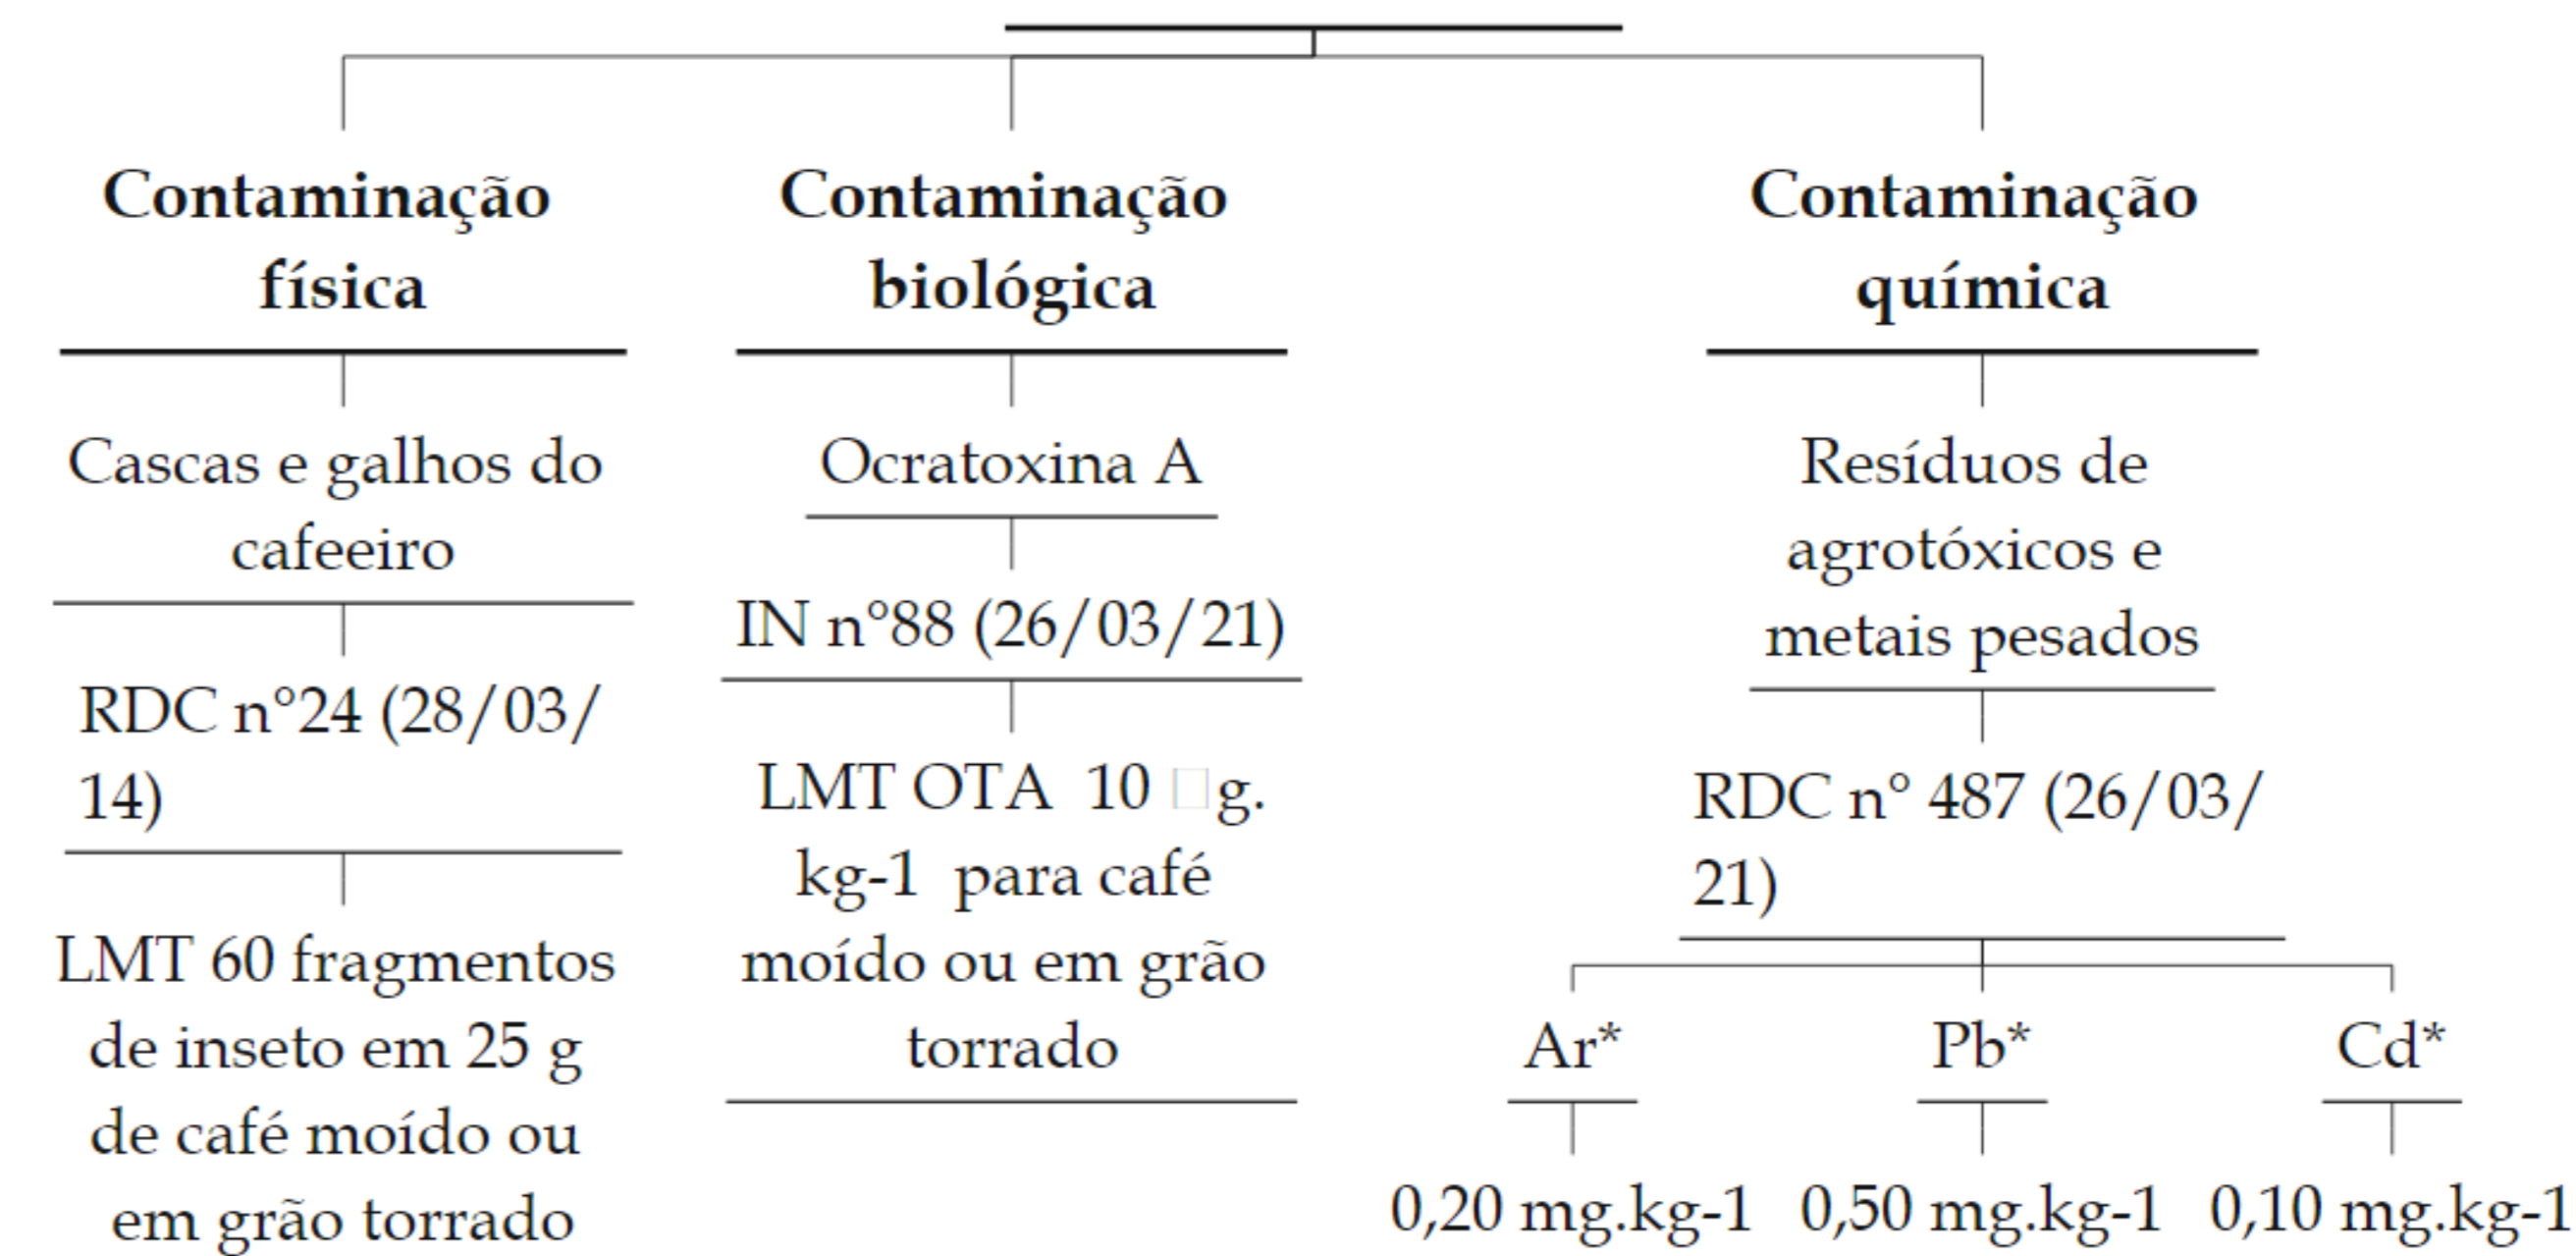 Contaminação
física
Cascas e galhos do
cafeeiro
RDC n°24 (28/03/
14)
LMT 60 fragmentos
de inseto em 25 g
de café moído ou
em grão torrado
Contaminação
biológica
Ocratoxina A
IN n°88 (26/03/21)
LMT OTA 10 □g.
kg-1 para café
moído ou em grão
torrado
Contaminação
química
Resíduos de
agrotóxicos e
metais pesados
RDC n° 487 (26/03/
21)
Ar*
0,20 mg.kg-1
Pb*
0,50 mg.kg-1
Cd*
0,10 mg.kg-1